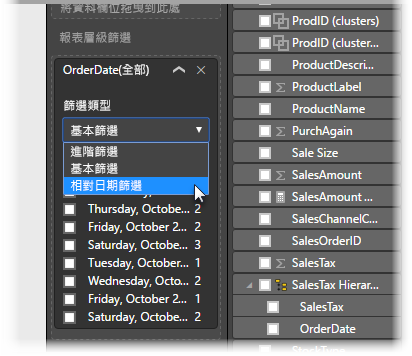 將資料欄位拖曳到此處
報表層級篩選
OrderDate(全部)
篩選類型
基本篩選
進階篩選
基本篩選
相對日期篩選
Thursday, Octobe... 2
Friday, October 2... 2
Saturday, October... 3
Tuesday, October... 1
Wednesday, Octo... 2
Friday, October 2... 1
Saturday, October... 2
ProdID (clusters)
ProdID (cluster...
ProductDescri...
ProductLabel
ProductName
PurchAgain
Sale Size
SalesAmount
SalesAmount ...
SalesChannelC...
SalesOrderID
SalesTax
SalesTax Hierar...
SalesTax
OrderDate